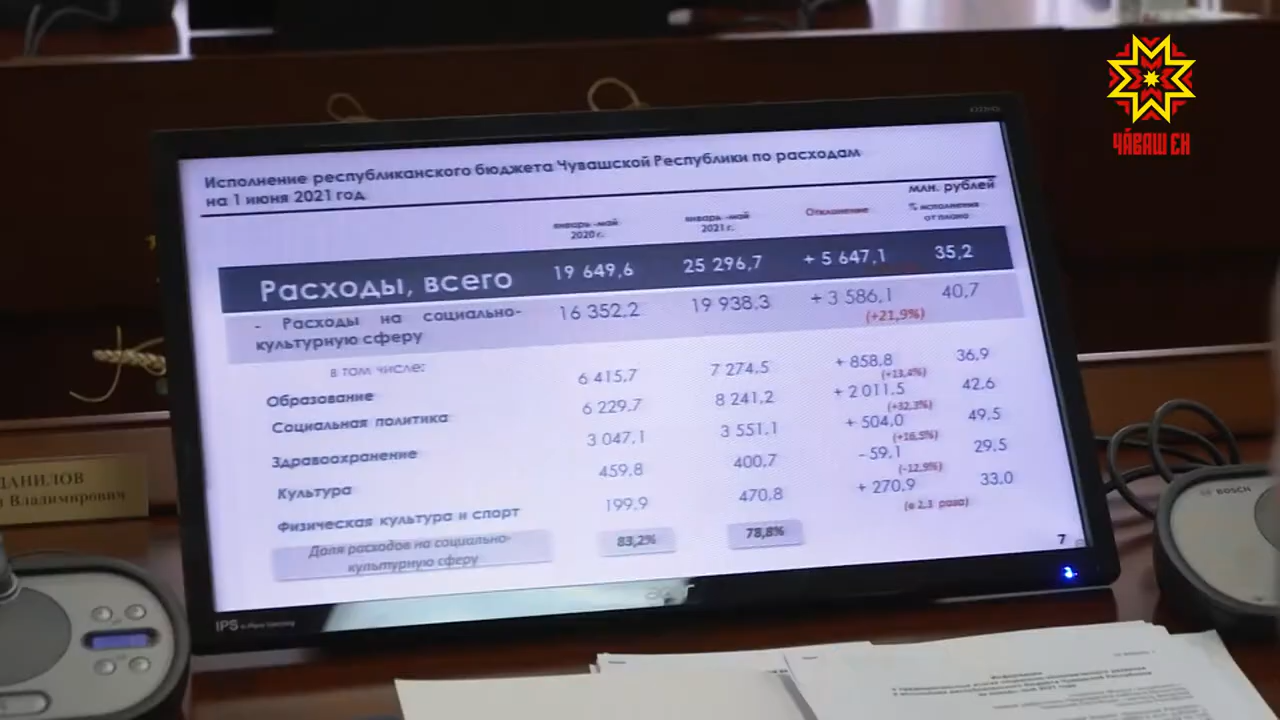 ЧӐВАШ ЕН
Исполнение республиканского бюджета Чувашской Республики по расходам
на 1 июня 2021 год
млн. рублей
январь -май 2020 г.
январь -май 2021 г.
Отклонение
% исполнения от плана
Расходы, всего 19 649,6 25 296,7 + 5 647,1 35,2
- Расходы на социально- 16 352,2 19 938,3 + 3 586,1 40,7
культурную сферу (+21,9%)
в том числе:
Образование 6 415,7 7 274,5 + 858,8 36,9
(+13,4%)
Социальная политика 6 229,7 8 241,2 + 2 011,5 42,6
(+32,3%)
Здравоохранение 3 047,1 3 551,1 + 504,0 49,5
(+16,5%)
Культура 459,8 400,7 - 59,1 29,5
(-12,9%)
Физическая культура и спорт 199,9 470,8 + 270,9 33,0
(в 2,3 раза)
Доля расходов на социально- 83,2% 78,8%
культурную сферу
7
IPS
ДАНИЛОВ
Владимирович
BOSCH